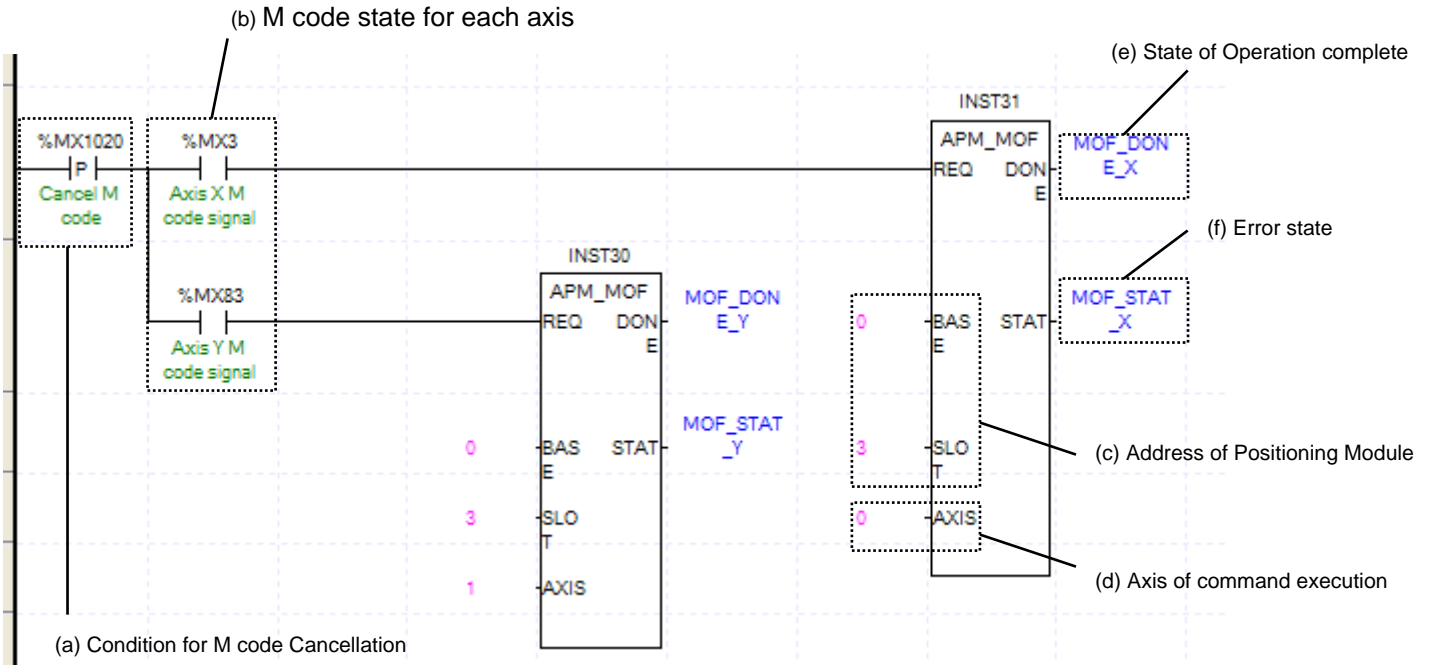 (b) M code state for each axis
(e) State of Operation complete
INST31
%MX1020
%MX3
APM_MOF
MOF_DON
E_X
P
REQ
DON
E
Cancel M
code
Axis X M
code signal
(f) Error state
INST30
%MX83
APM_MOF
MOF_DON
E_Y
MOF_STAT
_X
REQ
DON
E
0
BAS
E
STAT
Axis Y M
code signal
MOF_STAT
_Y
0
BAS
E
STAT
3
SLO
T
(c) Address of Positioning Module
3
SLO
T
0
AXIS
1
AXIS
(d) Axis of command execution
(a) Condition for M code Cancellation